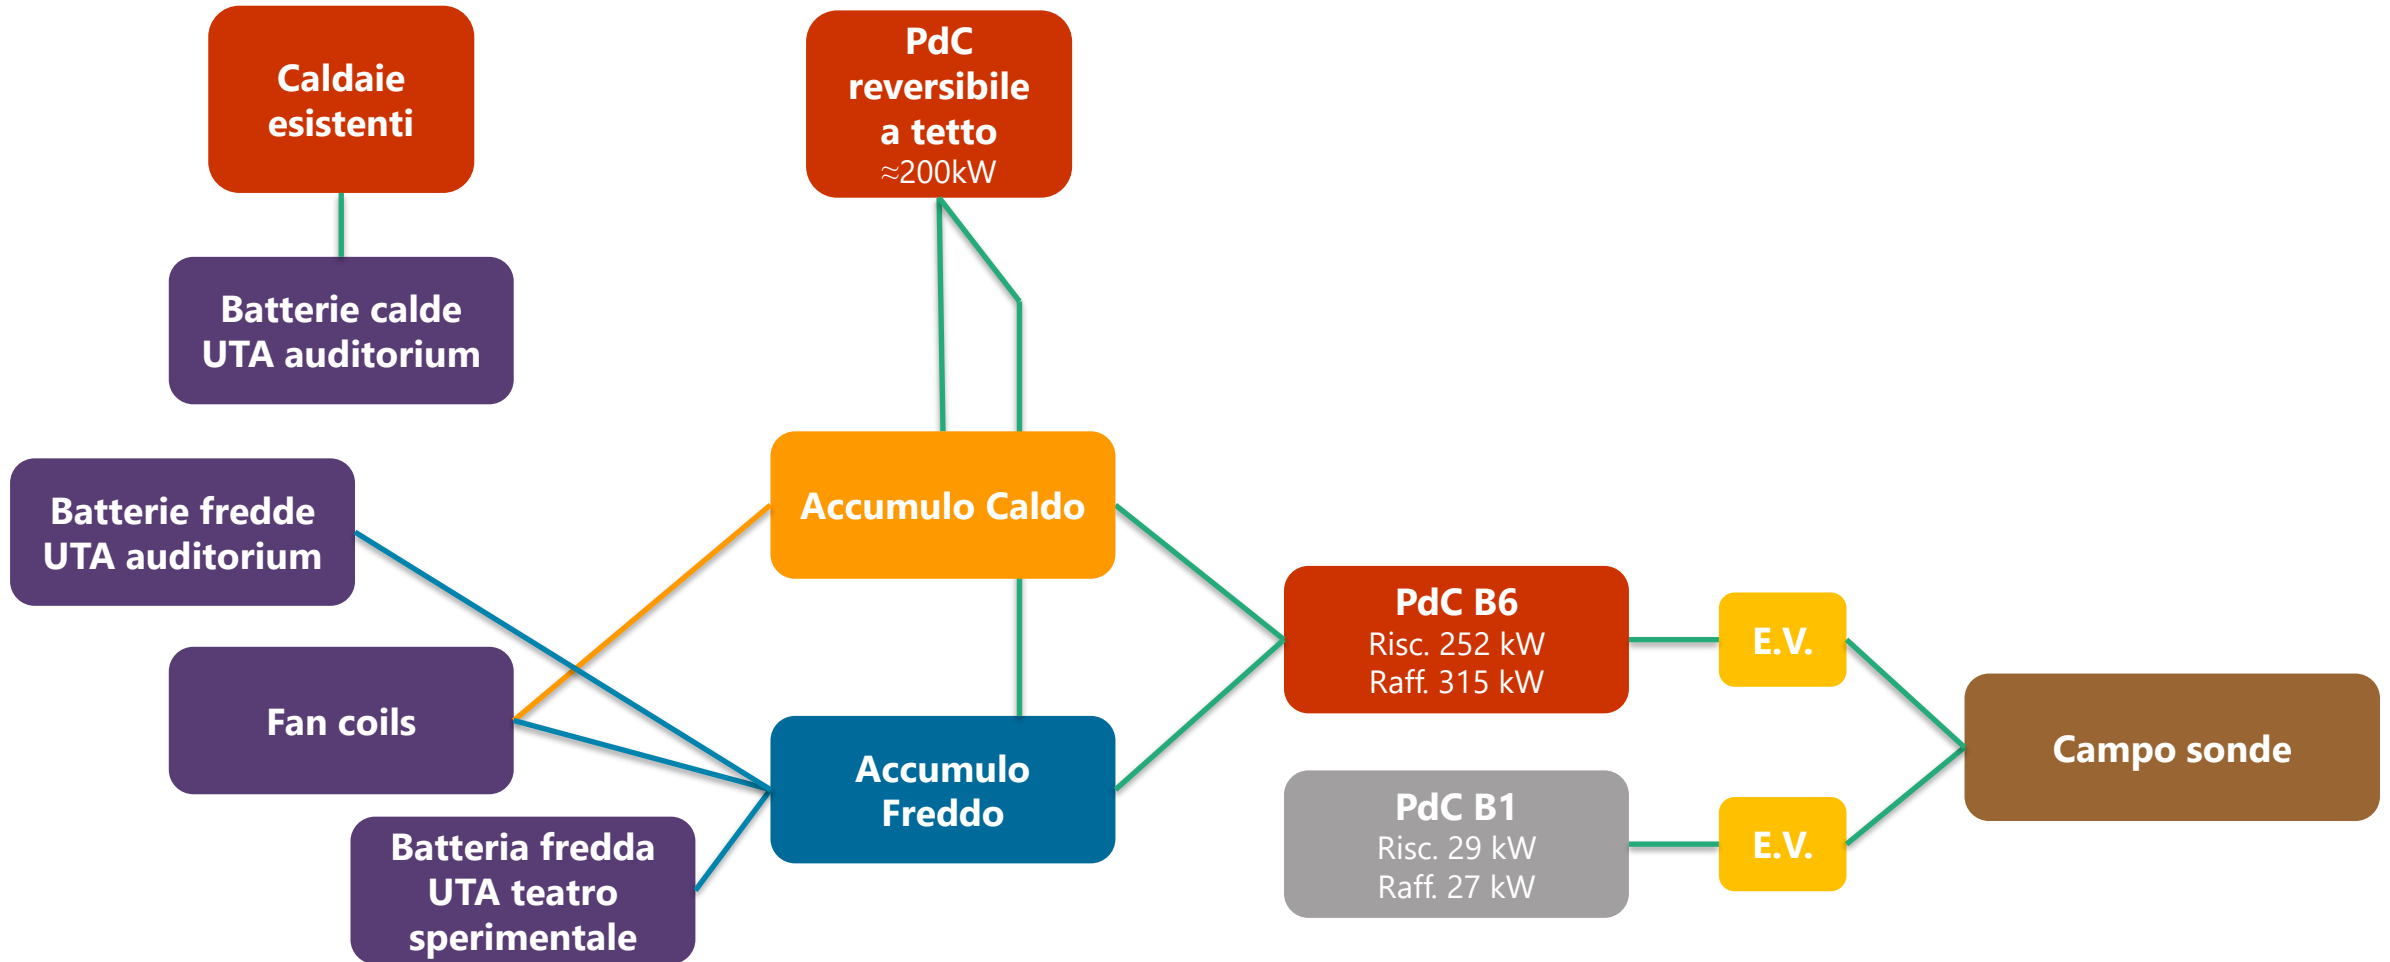 Caldaie
esistenti
PdC
reversibile
a tetto
≈200kW
Batterie calde
UTA auditorium
Batterie fredde
UTA auditorium
Accumulo Caldo
PdC B6
Risc. 252 kW
Raff. 315 kW
E.V.
Fan coils
Campo sonde
Accumulo
Freddo
PdC B1
Risc. 29 kW
Raff. 27 kW
E.V.
Batteria fredda
UTA teatro
sperimentale